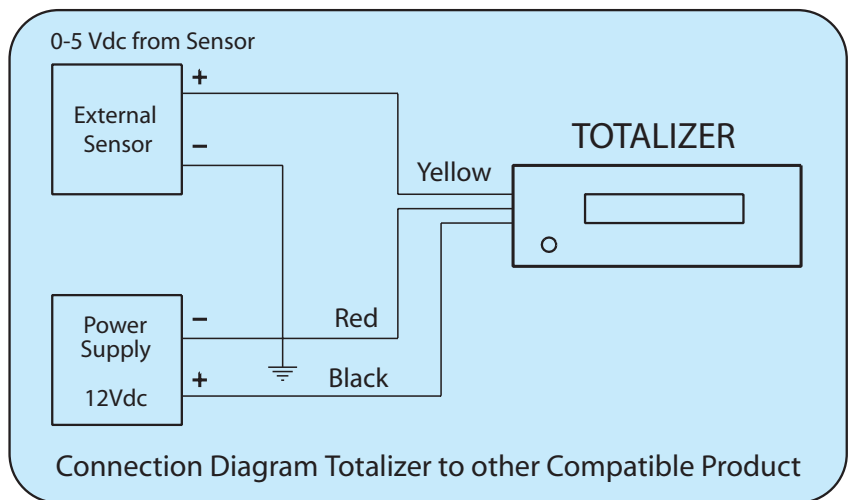 0-5 Vdc from Sensor
+
External
Sensor
–
TOTALIZER
Yellow
Power
Supply
12Vdc
–
Red
+
Black
Connection Diagram Totalizer to other Compatible Product